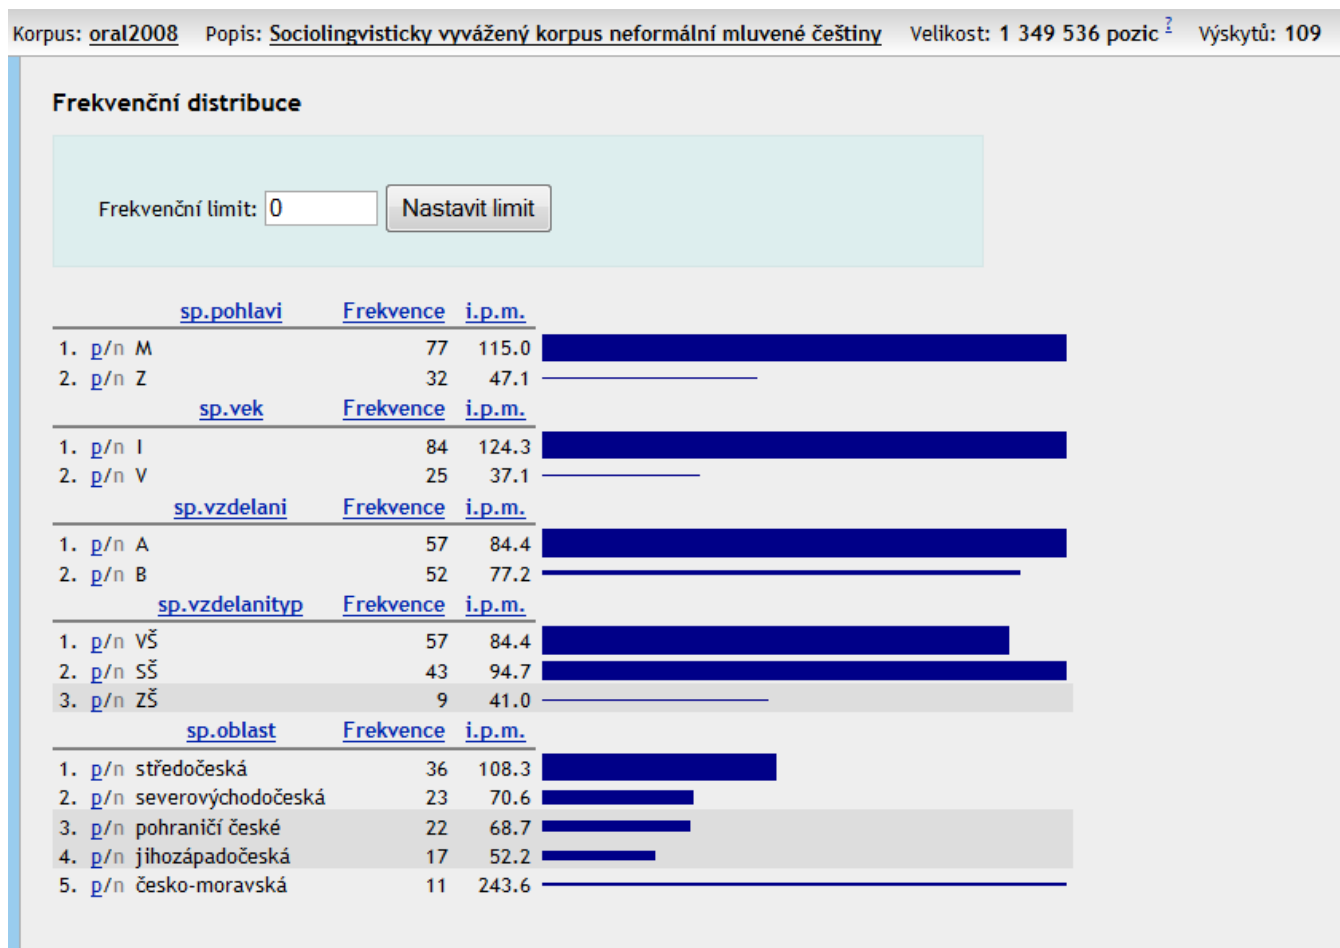 Korpus: oral2008 Popis: Sociolingvisticky vyvážený korpus neformální mluvené češtiny Velikost: 1 349 536 pozic ? Výskytů: 109
Frekvenční distribuce
Frekvenční limit: 0 Nastavit limit
sp.pohlavi Frekvence i.p.m.
1. p/n M 77 115.0
2. p/n Z 32 47.1
sp.vek Frekvence i.p.m.
1. p/n I 84 124.3
2. p/n V 25 37.1
sp.vzdelani Frekvence i.p.m.
1. p/n A 57 84.4
2. p/n B 52 77.2
sp.vzdelanityp Frekvence i.p.m.
1. p/n VŠ 57 84.4
2. p/n SŠ 43 94.7
3. p/n ZŠ 9 41.0
sp.oblast Frekvence i.p.m.
1. p/n středočeská 36 108.3
2. p/n severovýchodočeská 23 70.6
3. p/n pohraničí české 22 68.7
4. p/n jihozápadočeská 17 52.2
5. p/n česko-moravská 11 243.6